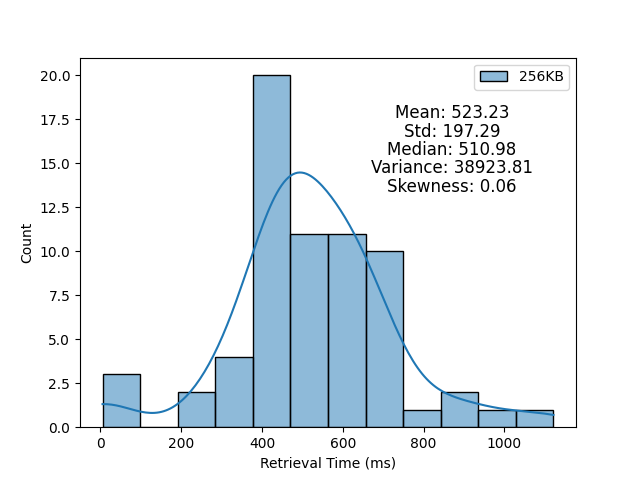 256KB
Mean: 523.23
Std: 197.29
Median: 510.98
Variance: 38923.81
Skewness: 0.06
Count
20.0
17.5
15.0
12.5
10.0
7.5
5.0
2.5
0.0
0 200 400 600 800 1000
Retrieval Time (ms)